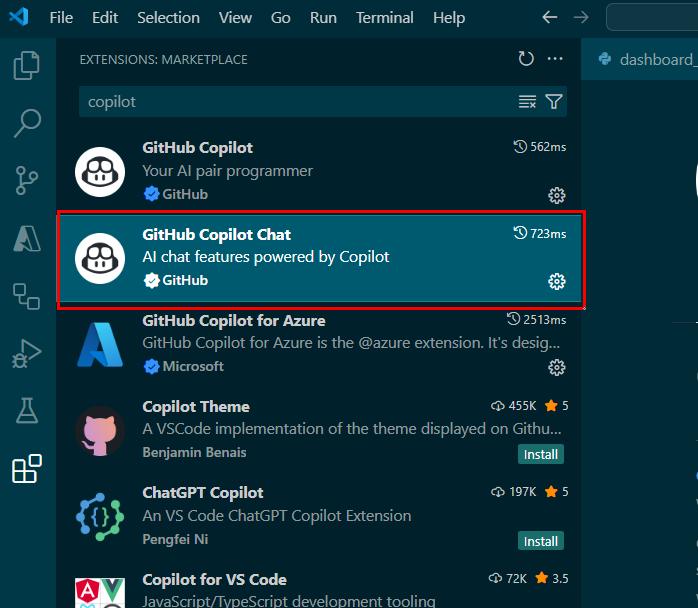 File Edit Selection View Go Run Terminal Help
EXTENSIONS: MARKETPLACE
dashboard_
copilot
GitHub Copilot 562ms
Your AI pair programmer
GitHub
GitHub Copilot Chat 723ms
AI chat features powered by Copilot
GitHub
GitHub Copilot for Azure 2513ms
GitHub Copilot for Azure is the @azure extension. It's desig...
Microsoft
Copilot Theme 455K 5
A VSCode implementation of the theme displayed on Githu...
Benjamin Benais Install
ChatGPT Copilot 197K 5
An VS Code ChatGPT Copilot Extension
Pengfei Ni Install
Copilot for VS Code 72K 3.5
JavaScript/TypeScript development tooling